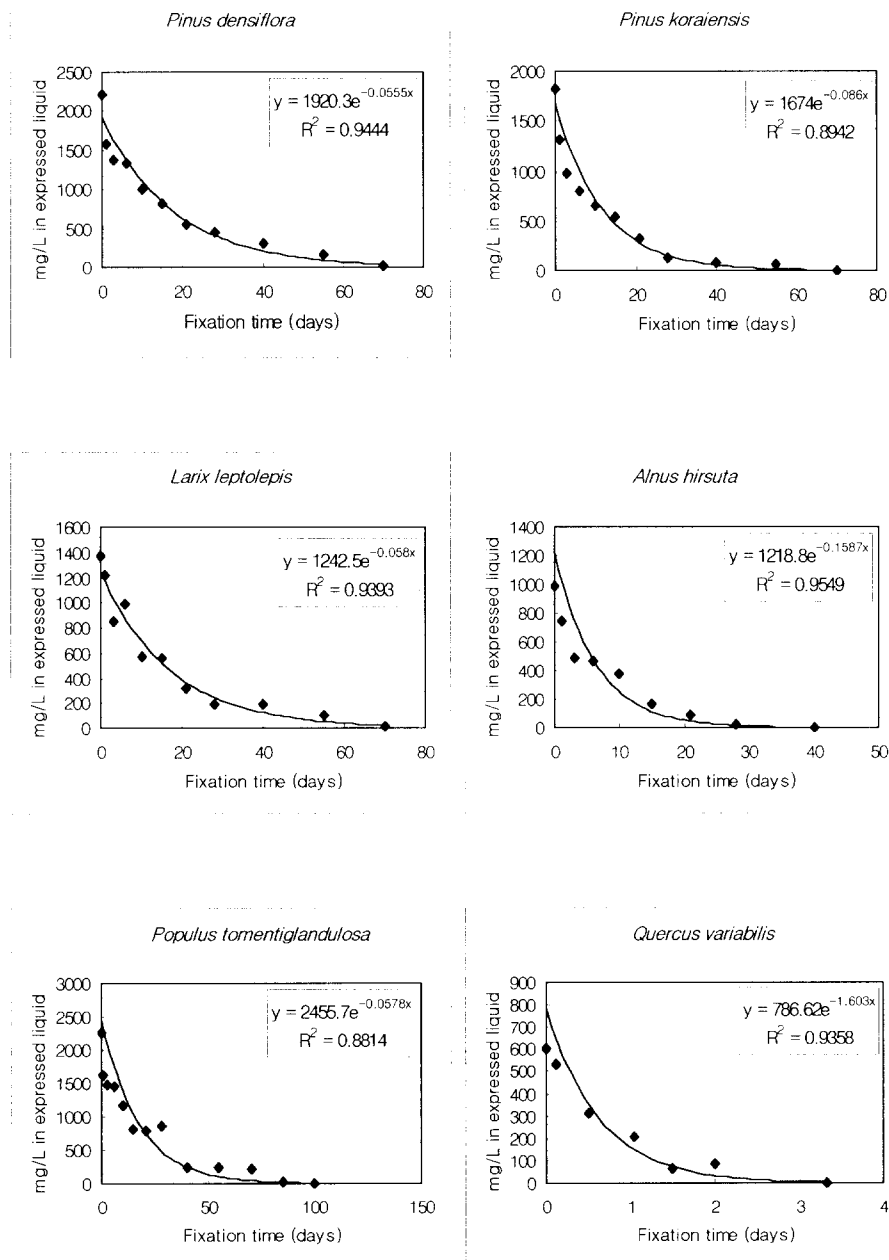 Pinus densiflora
2500
2000
1500
1000
500
0
mg/L in expressed liquid
y = 1920.3e^-0.0555x
R² = 0.9444
0 20 40 60 80
Fixation time (days)
Pinus koraiensis
2000
1500
1000
500
0
mg/L in expressed liquid
y = 1674e^-0.086x
R² = 0.8942
0 20 40 60 80
Fixation time (days)
Larix leptolepis
1600
1400
1200
1000
800
600
400
200
0
mg/L in expressed liquid
y = 1242.5e^-0.058x
R² = 0.9393
0 20 40 60 80
Fixation time (days)
Alnus hirsuta
1400
1200
1000
800
600
400
200
0
mg/L in expressed liquid
y = 1218.8e^-0.1587x
R² = 0.9549
0 10 20 30 40 50
Fixation time (days)
Populus tomentiglandulosa
3000
2500
2000
1500
1000
500
0
mg/L in expressed liquid
y = 2455.7e^-0.0578x
R² = 0.8814
0 50 100 150
Fixation time (days)
Quercus variabilis
900
800
700
600
500
400
300
200
100
0
mg/L in expressed liquid
y = 786.62e^-1.603x
R² = 0.9358
0 1 2 3 4
Fixation time (days)